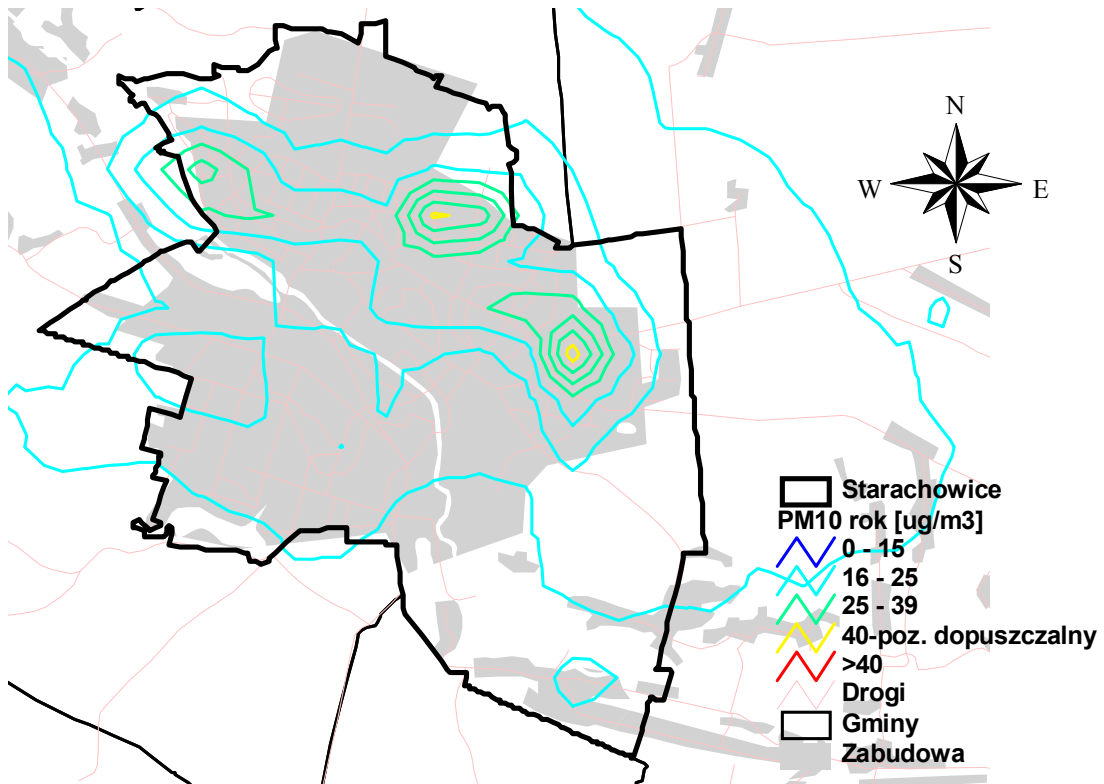 N
W
E
S
Starachowice
PM10 rok [ug/m3]
0 - 15
16 - 25
25 - 39
40-poz. dopuszczalny
>40
Drogi
Gminy
Zabudowa